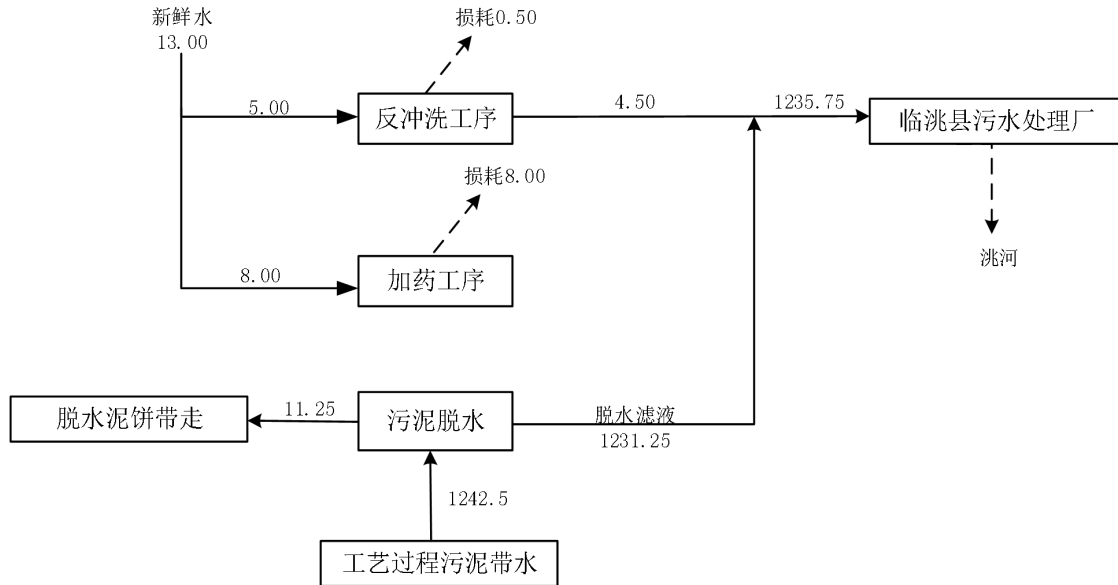 新鲜水
13.00
损耗0.50
5.00
反冲洗工序
4.50
1235.75
临洮县污水处理厂
损耗8.00
洮河
8.00
加药工序
脱水泥饼带走
11.25
污泥脱水
脱水滤液
1231.25
1242.5
工艺过程污泥带水